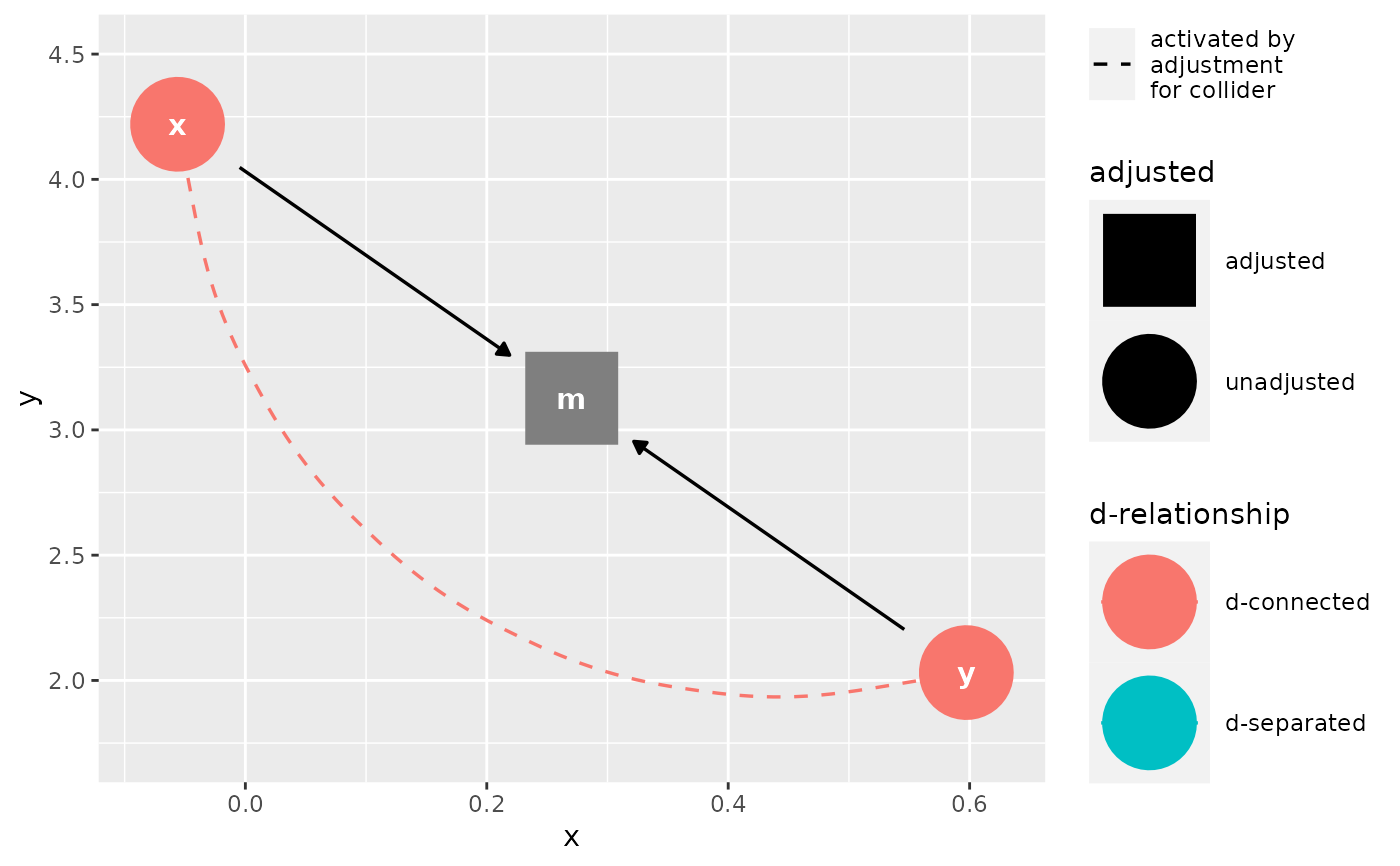 4.5
4.0
3.5
3.0
2.5
2.0
y
x
m
y
0.0
0.2
0.4
0.6
x
activated by
adjustment
for collider
adjusted
adjusted
unadjusted
d-relationship
d-connected
d-separated